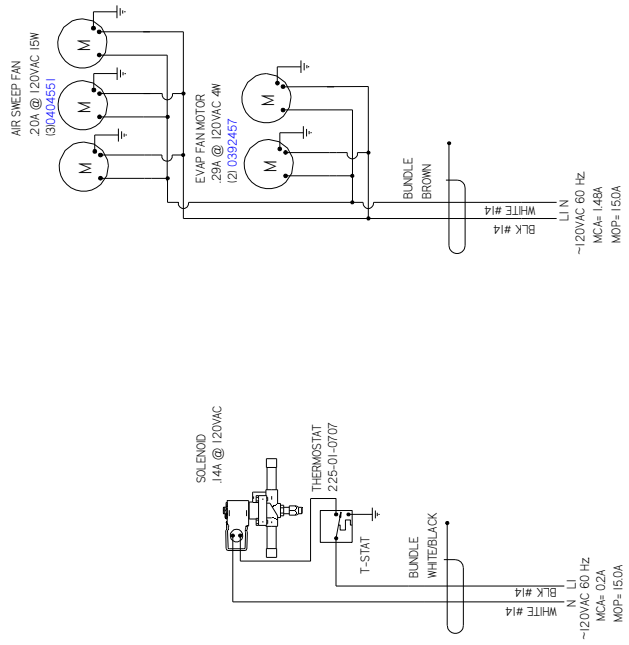 AIR SWEEP FAN
.20A @ 120VAC 15W
(3)0404551
M
M
M
EVAP FAN MOTOR
.29A @ 120VAC 4W
(2) 0392457
M
M
BUNDLE
BROWN
BLK #14
WHITE #14
L1 N
~120VAC 60 Hz
MCA= 1.48A
MOP= 15.0A
SOLENOID
.14A @ 120VAC
THERMOSTAT
225-01-0707
T-STAT
BUNDLE
WHITE/BLACK
WHITE #14
BLK #14
N L1
~120VAC 60 Hz
MCA= 0.2A
MOP= 15.0A